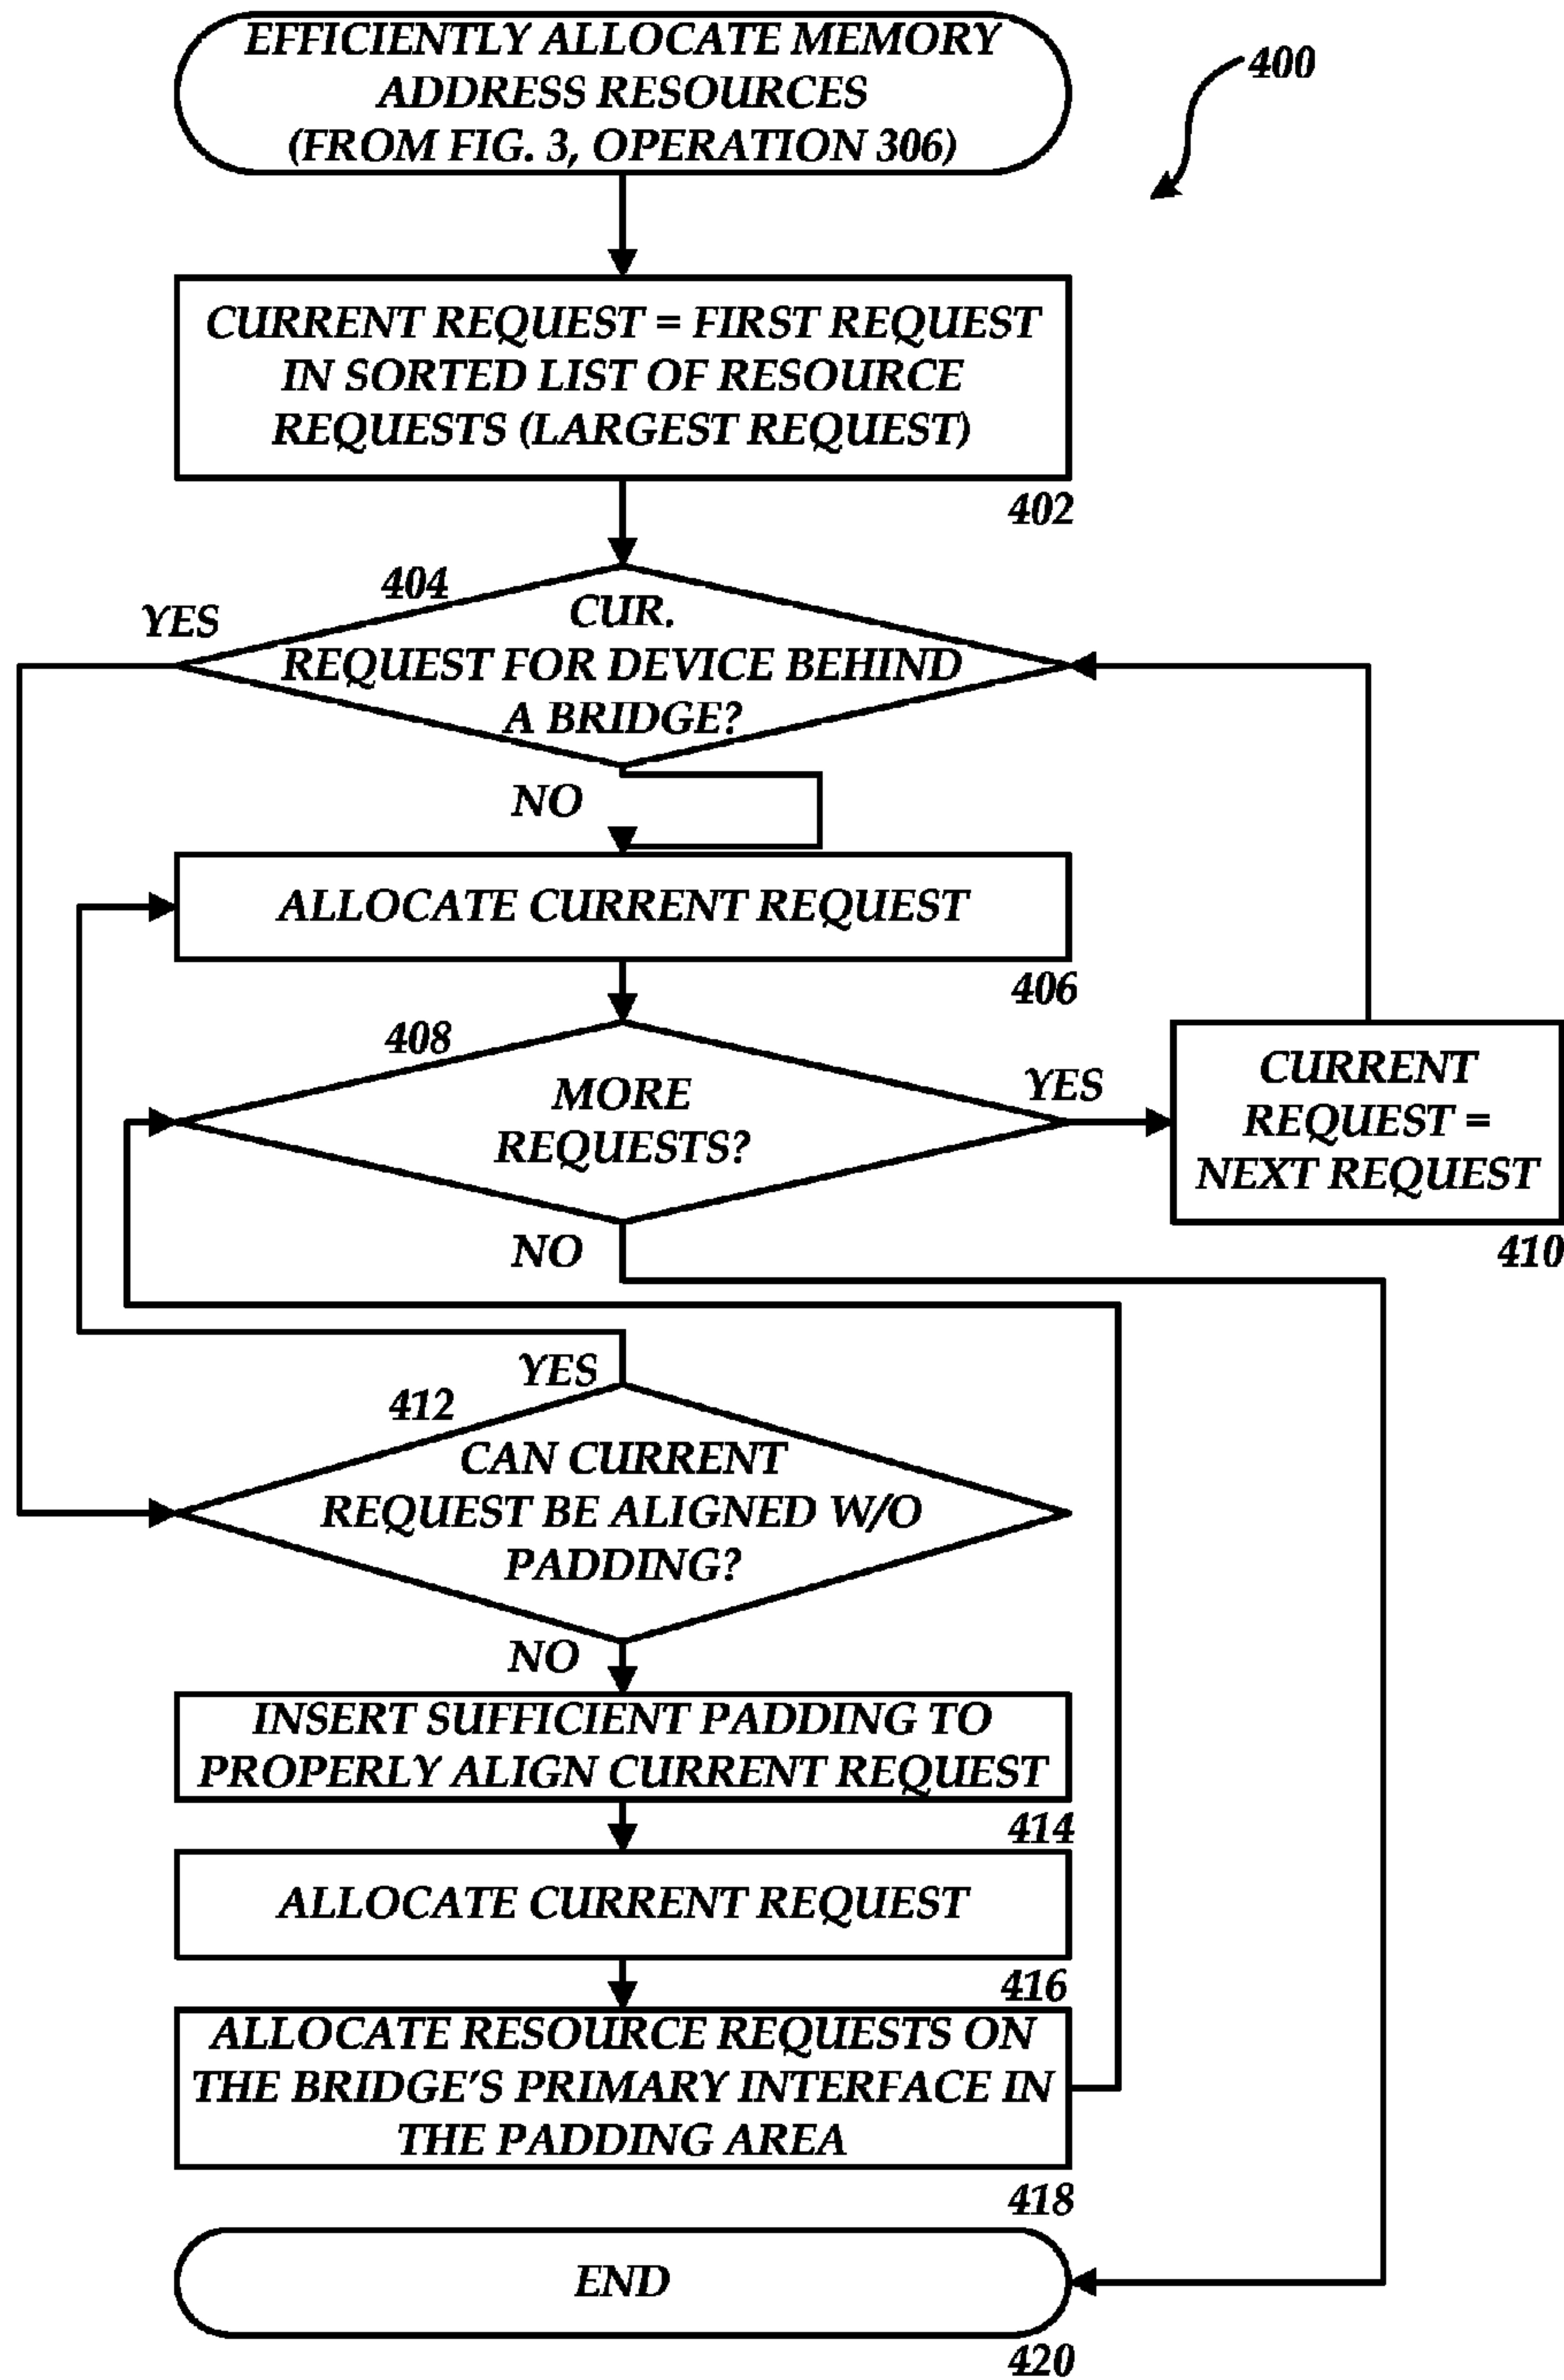 EFFICIENTLY ALLOCATE MEMORY
ADDRESS RESOURCES
(FROM FIG. 3, OPERATION 306)
400
CURRENT REQUEST = FIRST REQUEST
IN SORTED LIST OF RESOURCE
REQUESTS (LARGEST REQUEST)
402
404
YES
CUR.
REQUEST FOR DEVICE BEHIND
A BRIDGE?
NO
ALLOCATE CURRENT REQUEST
406
408
MORE
REQUESTS?
YES
CURRENT
REQUEST =
NEXT REQUEST
410
NO
YES
412
CAN CURRENT
REQUEST BE ALIGNED W/O
PADDING?
NO
INSERT SUFFICIENT PADDING TO
PROPERLY ALIGN CURRENT REQUEST
414
ALLOCATE CURRENT REQUEST
416
ALLOCATE RESOURCE REQUESTS ON
THE BRIDGE'S PRIMARY INTERFACE IN
THE PADDING AREA
418
END
420